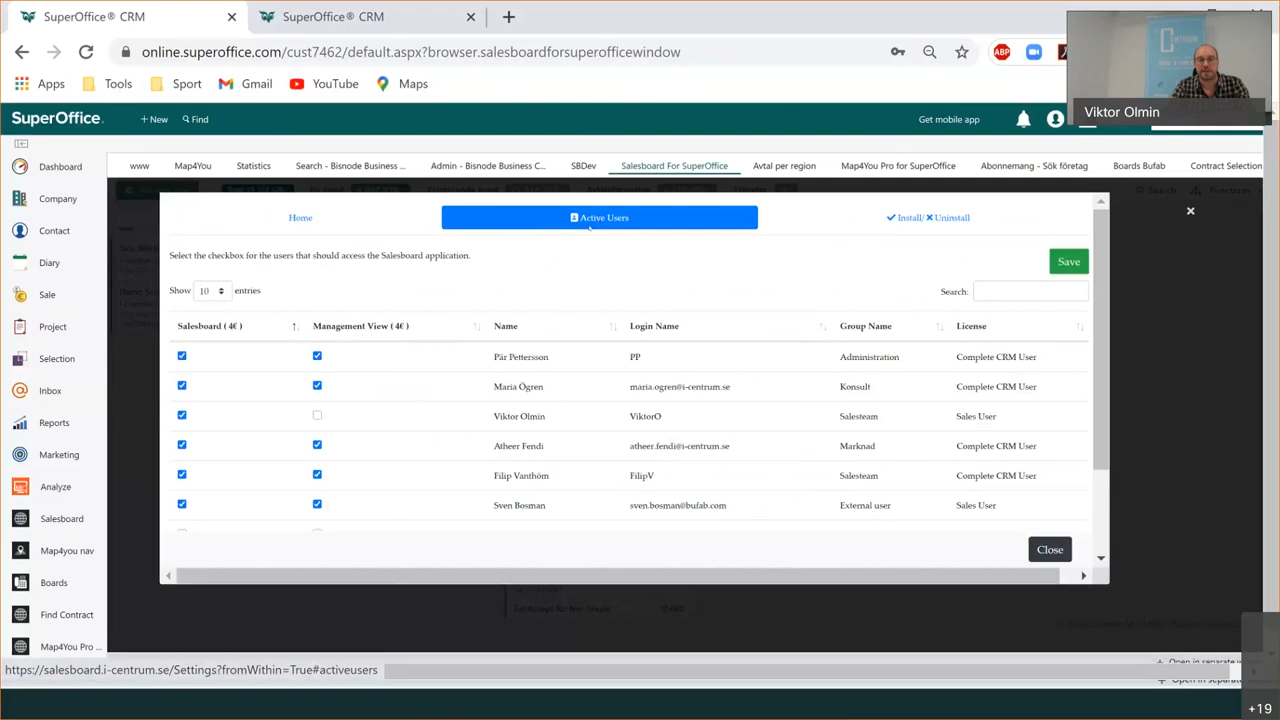 SuperOffice® CRM
SuperOffice® CRM
online.superoffice.com/cust7462/default.aspx?browser.salesboardforsuperofficewindow
ABP
Apps Tools Sport Gmail YouTube Maps
CENTRUM
Viktor Olmin
SuperOffice + New Find Get mobile app
www Map4You Statistics Search - Bisnode Business ... Admin - Bisnode Business C... SBDev Salesboard For SuperOffice Avtal per region Map4You Pro for SuperOffice Abonnemang - Sök företag Boards Bufab Contract Selection
Dashboard
Company
Contact
Diary
Sale
Project
Selection
Inbox
Reports
Marketing
Analyze
Salesboard
Map4you nav
Boards
Find Contract
Map4You Pro ...
Search
Home Active Users Install/ Uninstall
Select the checkbox for the users that should access the Salesboard application.
Save
Show 10 entries Search:
Salesboard ( 4€ ) Management View ( 4€ ) Name Login Name Group Name License
Pär Pettersson PP Administration Complete CRM User
Maria Ögren maria.ogren@i-centrum.se Konsult Complete CRM User
Viktor Olmin ViktorO Salesteam Sales User
Atheer Fendi atheer.fendi@i-centrum.se Marknad Complete CRM User
Filip Vanthöm FilipV Salesteam Complete CRM User
Sven Bosman sven.bosman@bufab.com External user Sales User
Close
https://salesboard.i-centrum.se/Settings?fromWithin=True#activeusers
+19